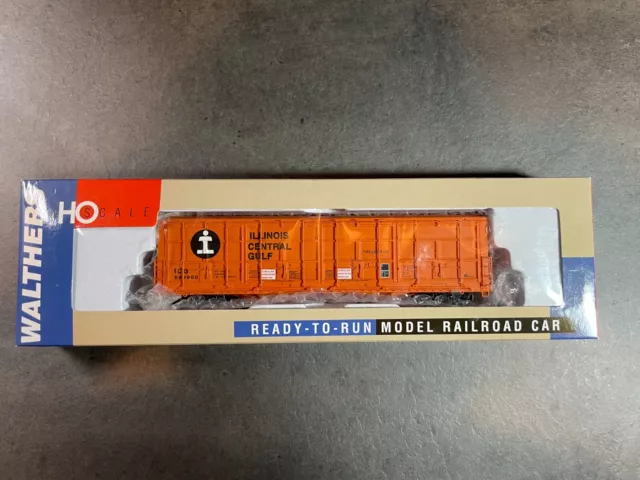 WALTHERS
HO
SCALE
i
ILLINOIS
CENTRAL
GULF
ICG
READY-TO-RUN MODEL RAILROAD CAR